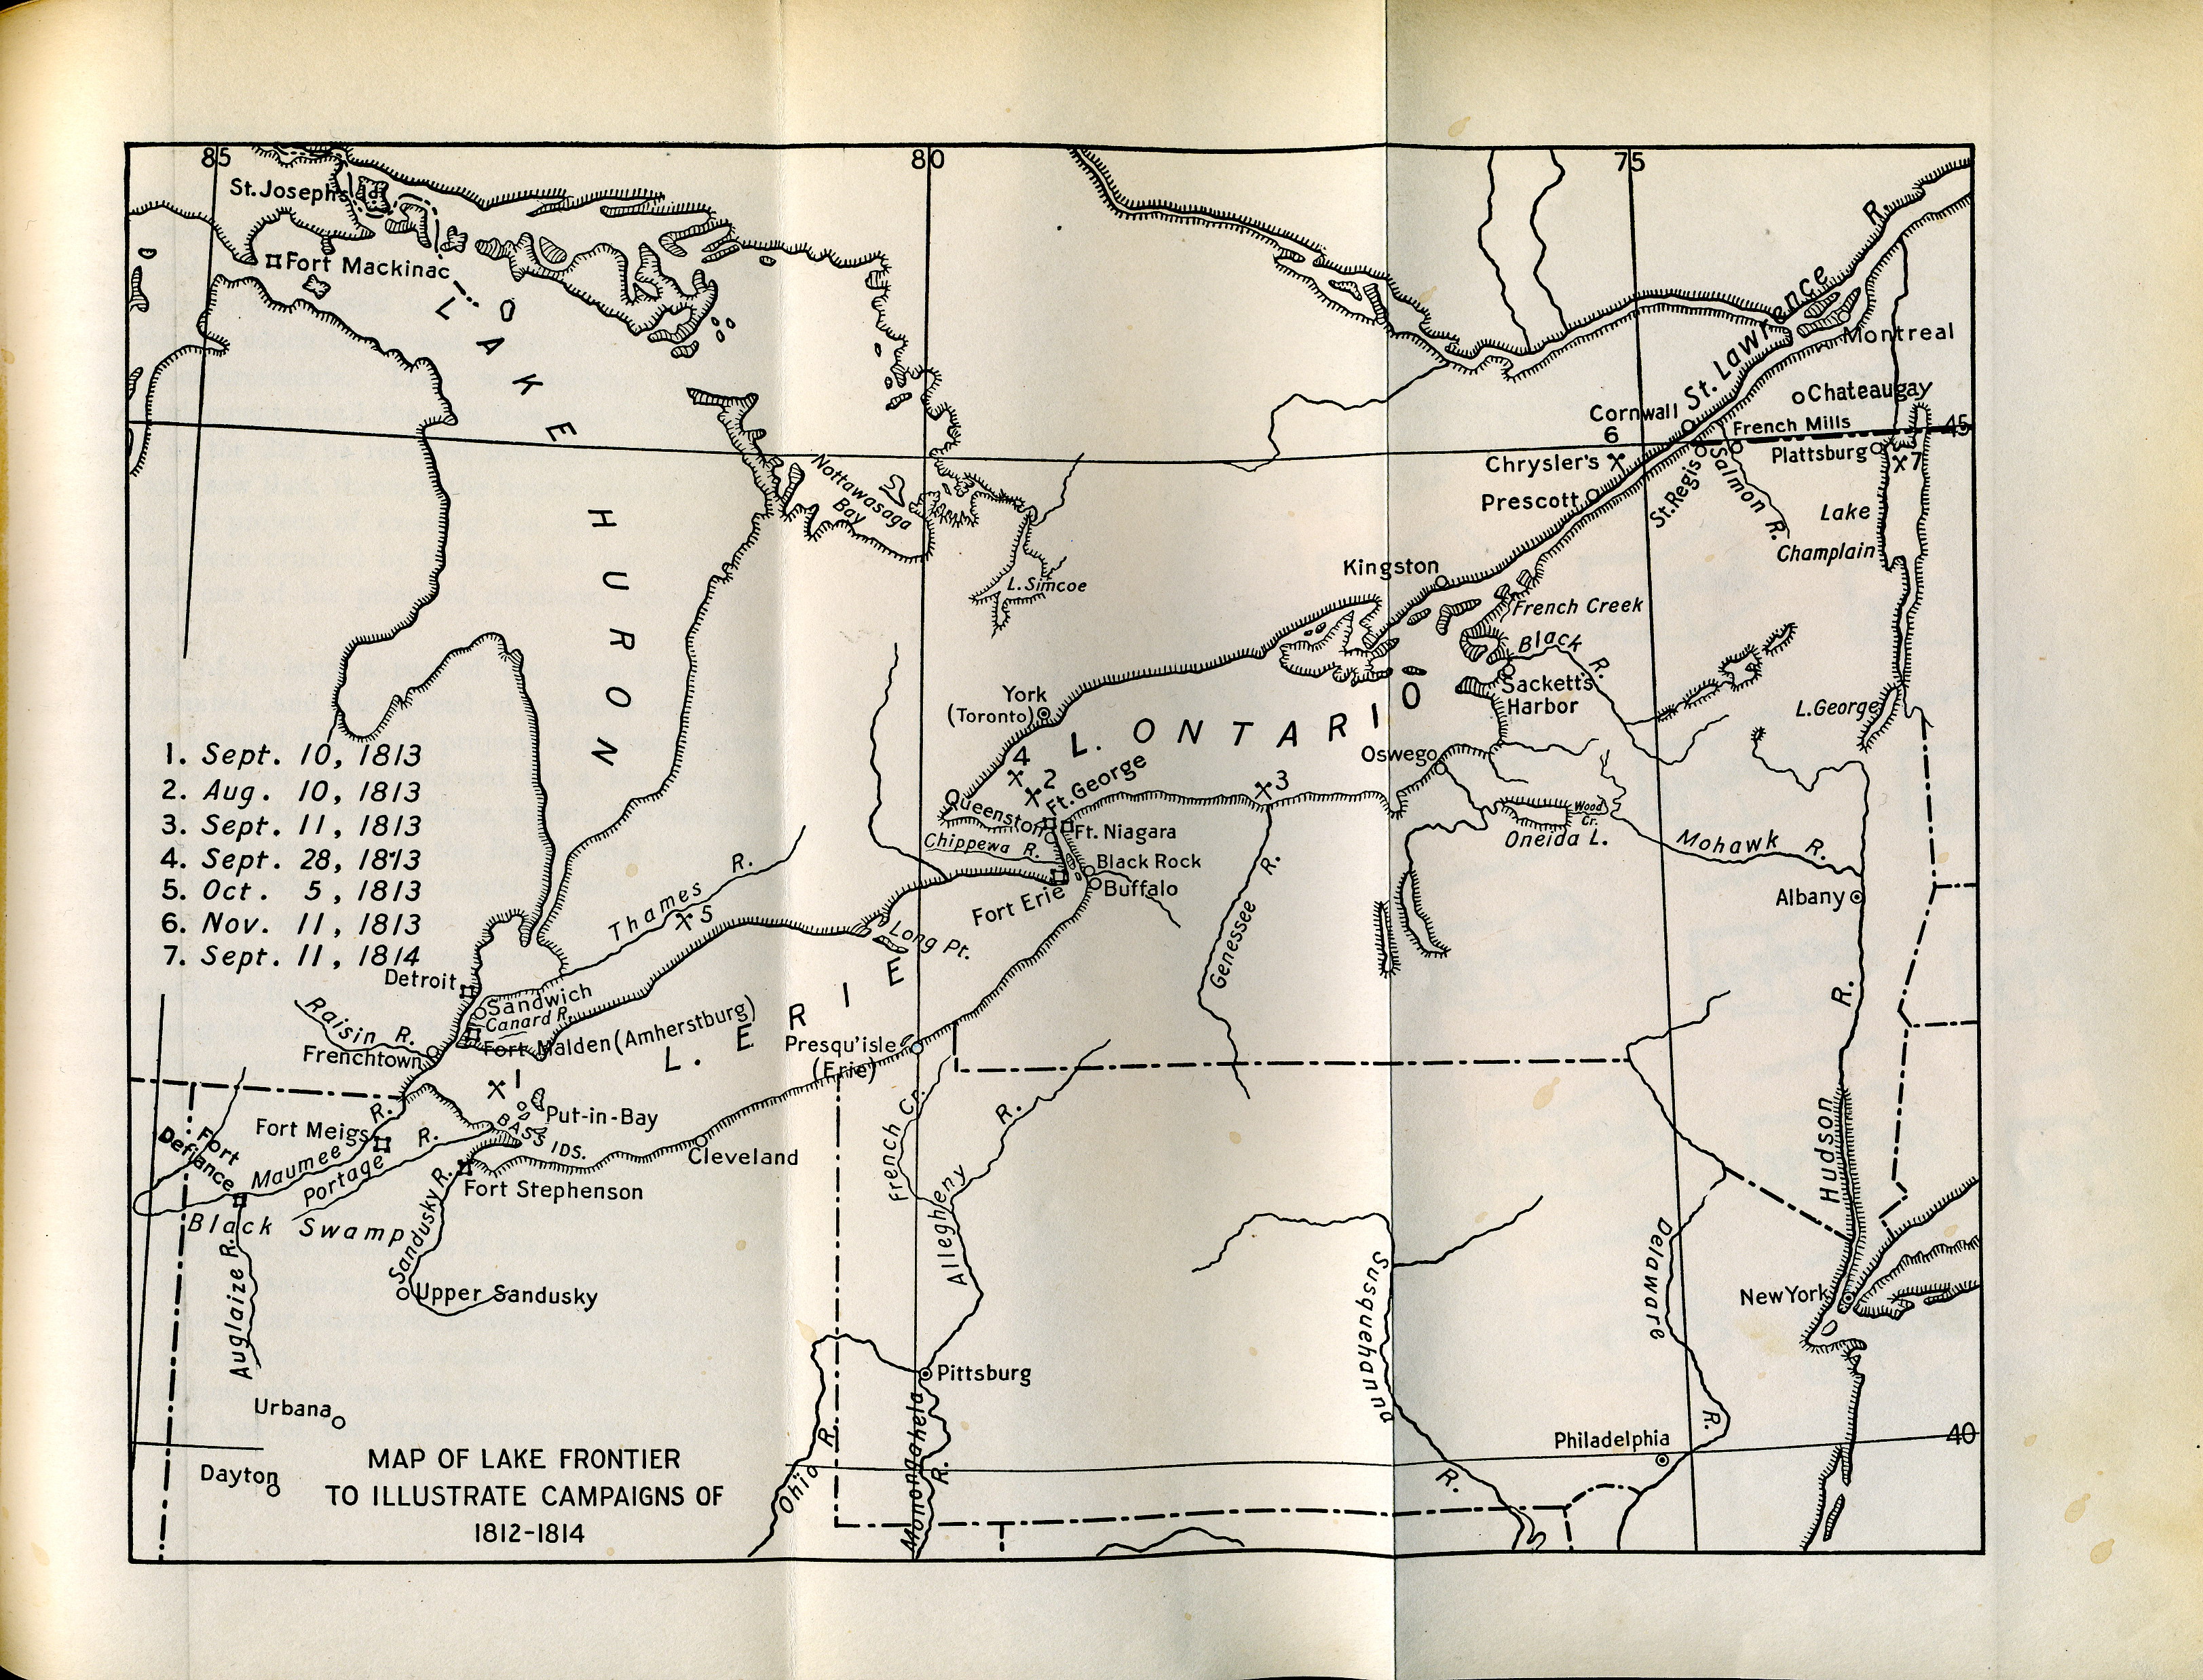 85
80
75
St. Josephs
Fort Mackinac
LAKE
HURON
Nottawasaga
Bay
L. Simcoe
St. Lawrence R.
Montreal
Chateaugay
Cornwall
French Mills
45
6
Chrysler's
Plattsburg
7
Prescott
St. Regis
Salmon R.
Lake
Champlain
Kingston
French Creek
Black R.
Sacketts
Harbor
L. George
York
(Toronto)
L. ONTARIO
Oswego
4
2
3
Ft. George
Queenston
Ft. Niagara
Chippewa R.
Black Rock
Buffalo
Fort Erie
Wood
Cr.
Oneida L.
Mohawk R.
Albany
Genessee R.
1. Sept. 10, 1813
2. Aug. 10, 1813
3. Sept. 11, 1813
4. Sept. 28, 1813
5. Oct. 5, 1813
6. Nov. 11, 1813
7. Sept. 11, 1814
Thames R.
5
Long Pt.
Detroit
Sandwich
Canard R.
Raisin R.
Frenchtown
Fort Malden (Amherstburg)
L. ERIE
Presqu'isle
(Erie)
1
Put-in-Bay
BASS IDS.
Fort Meigs
Fort
Defiance
Maumee R.
Portage R.
Cleveland
Fort Stephenson
Black Swamp
Sandusky R.
Upper Sandusky
Auglaize R.
French Cr.
Allegheny R.
Hudson R.
Susquehanna R.
Delaware R.
New York
Pittsburg
Urbana
Dayton
Ohio R.
Monongahela R.
Philadelphia
40
MAP OF LAKE FRONTIER
TO ILLUSTRATE CAMPAIGNS OF
1812-1814